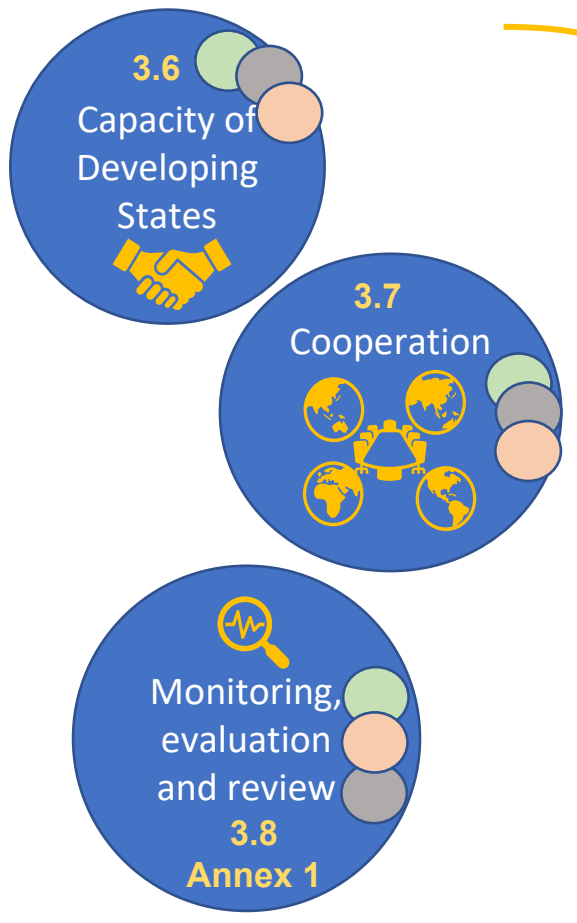 3.6
Capacity of
Developing
States
3.7
Cooperation
Monitoring,
evaluation
and review
3.8
Annex 1